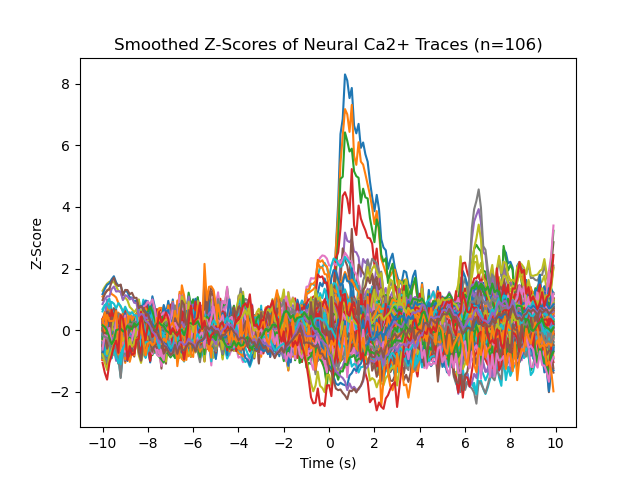 Smoothed Z-Scores of Neural Ca2+ Traces (n=106)
8
6
4
2
0
−2
Z-Score
−10 −8 −6 −4 −2 0 2 4 6 8 10
Time (s)